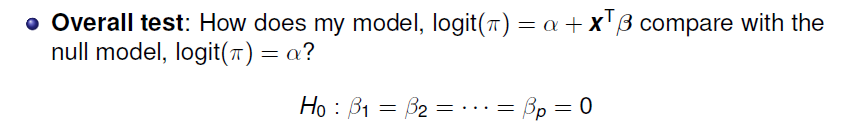 • Overall test: How does my model, logit(π) = α + xᵀβ compare with the
null model, logit(π) = α?
H₀ : β₁ = β₂ = ⋯ = βₚ = 0